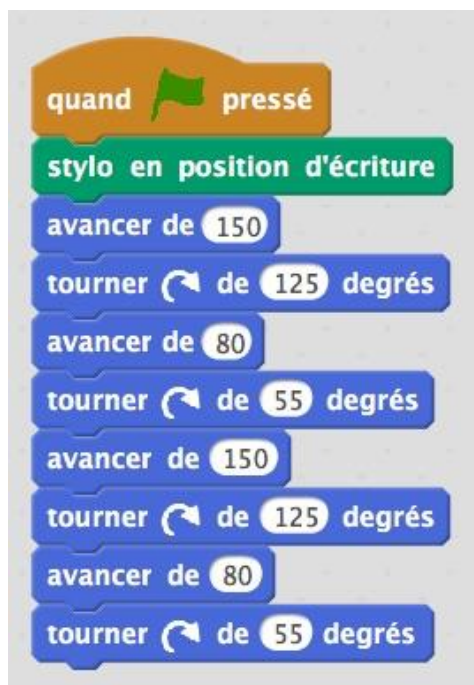 quand pressé
stylo en position d'écriture
avancer de 150
tourner de 125 degrés
avancer de 80
tourner de 55 degrés
avancer de 150
tourner de 125 degrés
avancer de 80
tourner de 55 degrés